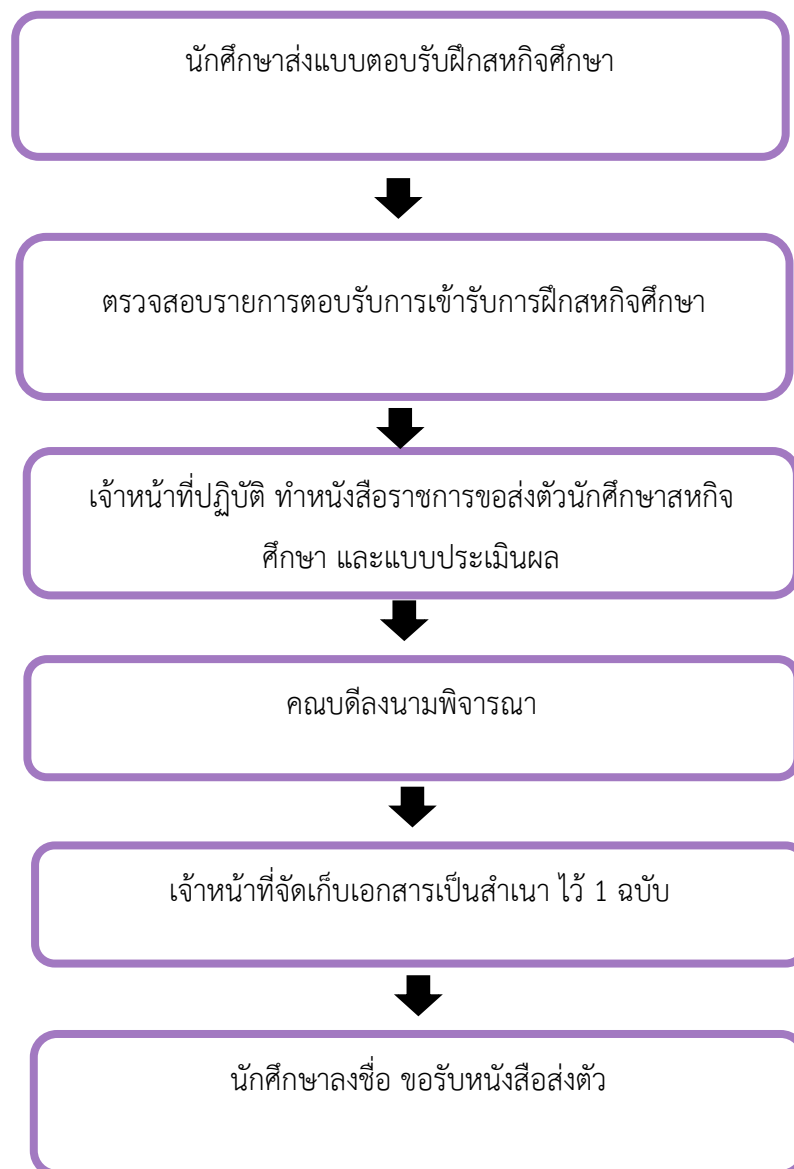 นักศึกษาส่งแบบตอบรับฝึกสหกิจศึกษา
ตรวจสอบรายการตอบรับการเข้ารับการฝึกสหกิจศึกษา
เจ้าหน้าที่ปฏิบัติ ทำหนังสือราชการขอส่งตัวนักศึกษาสหกิจ
ศึกษา และแบบประเมินผล
คณบดีลงนามพิจารณา
เจ้าหน้าที่จัดเก็บเอกสารเป็นสำเนา ไว้ 1 ฉบับ
นักศึกษาลงชื่อ ขอรับหนังสือส่งตัว